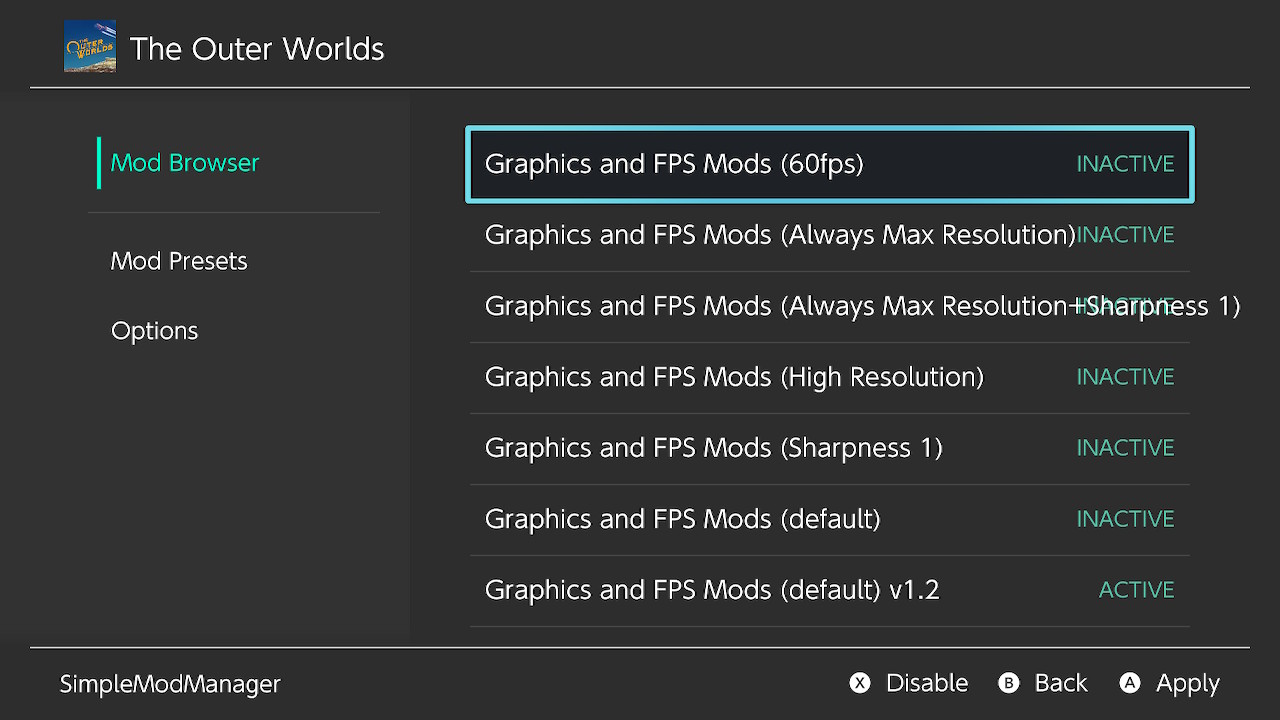 THE OUTER WORLDS
The Outer Worlds
Mod Browser
Mod Presets
Options
Graphics and FPS Mods (60fps) INACTIVE
Graphics and FPS Mods (Always Max Resolution) INACTIVE
Graphics and FPS Mods (Always Max Resolution+Sharpness 1) INACTIVE
Graphics and FPS Mods (High Resolution) INACTIVE
Graphics and FPS Mods (Sharpness 1) INACTIVE
Graphics and FPS Mods (default) INACTIVE
Graphics and FPS Mods (default) v1.2 ACTIVE
SimpleModManager
X Disable B Back A Apply